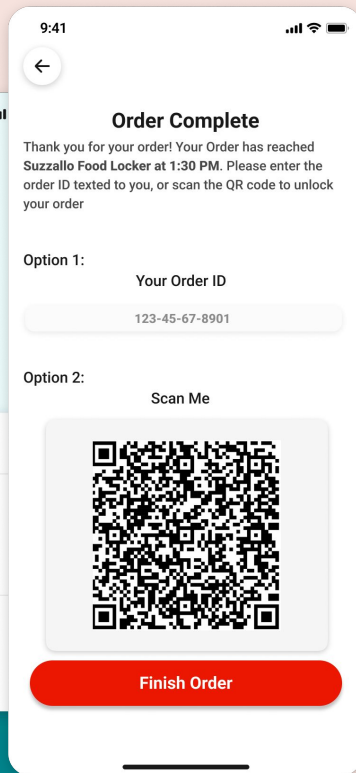 9:41
Order Complete
Thank you for your order! Your Order has reached
Suzzallo Food Locker at 1:30 PM. Please enter the
order ID texted to you, or scan the QR code to unlock
your order
Option 1:
Your Order ID
123-45-67-8901
Option 2:
Scan Me
Finish Order